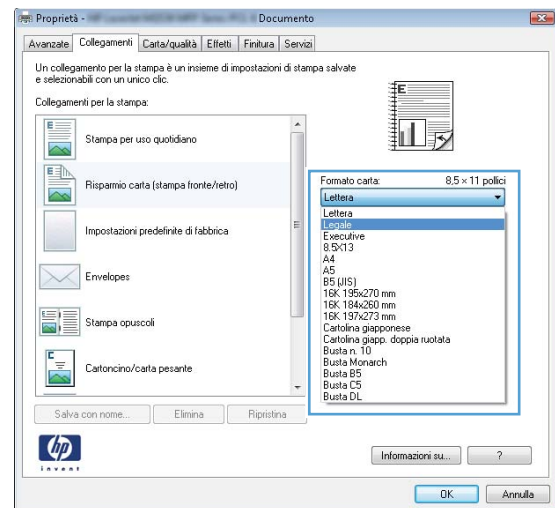 Proprietà - Documento
Avanzate Collegamenti Carta/qualità Effetti Finitura Servizi
Un collegamento per la stampa è un insieme di impostazioni di stampa salvate
e selezionabili con un unico clic.
Collegamenti per la stampa:
E
Stampa per uso quotidiano
E
Risparmio carta (stampa fronte/retro)
Impostazioni predefinite di fabbrica
Envelopes
Stampa opuscoli
Cartoncino/carta pesante
Salva con nome... Elimina Ripristina
E
Formato carta: 8,5 × 11 pollici
Lettera
Lettera
Legale
Executive
8.5X13
A4
A5
B5 (JIS)
16K 195x270 mm
16K 184x260 mm
16K 197x273 mm
Cartolina giapponese
Cartolina giapp. doppia ruotata
Busta n. 10
Busta Monarch
Busta B5
Busta C5
Busta DL
hp
invent
Informazioni su... ?
OK Annulla